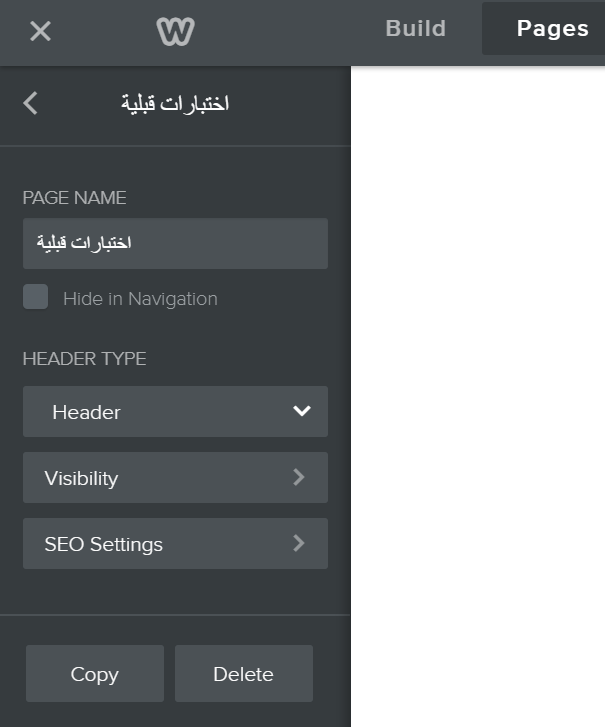 Build
Pages
اختبارات قبلية
PAGE NAME
اختبارات قبلية
Hide in Navigation
HEADER TYPE
Header
Visibility
SEO Settings
Copy
Delete